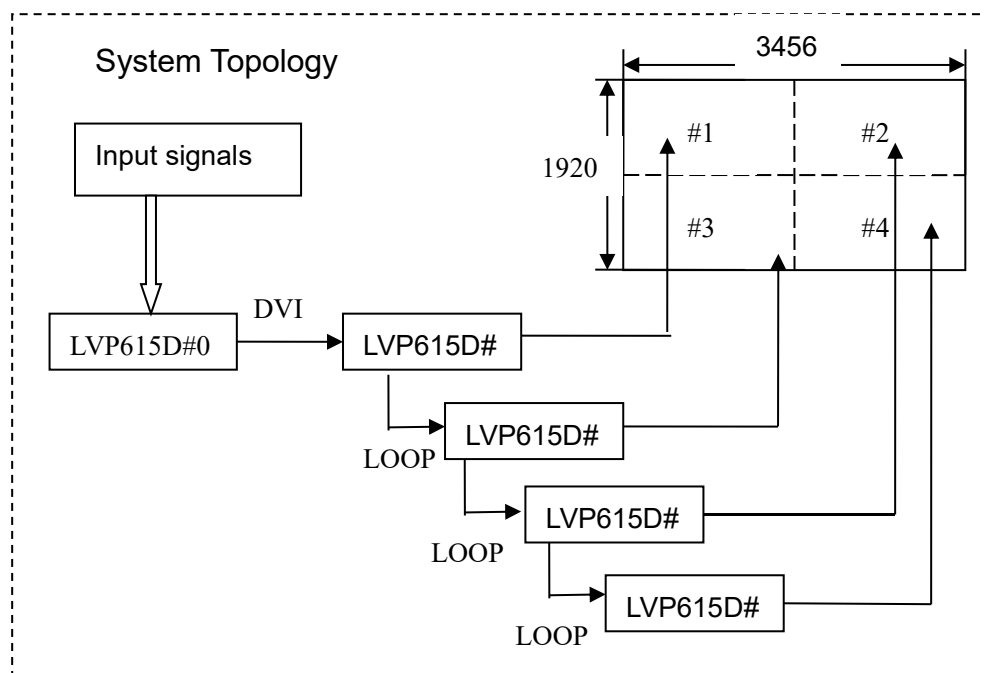 System Topology
3456
Input signals
#1
#2
1920
#3
#4
DVI
LVP615D#0
LVP615D#
LVP615D#
LOOP
LVP615D#
LOOP
LVP615D#
LOOP